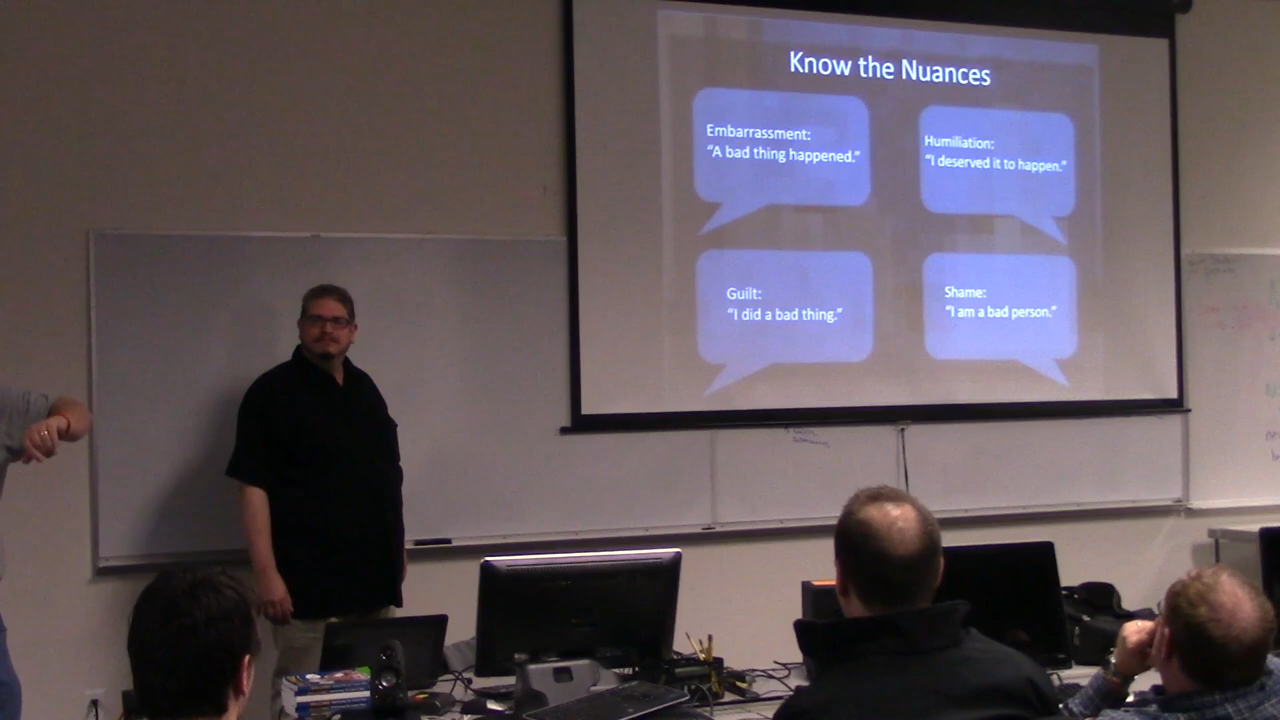 Know the Nuances
Embarrassment:
“A bad thing happened.”
Humiliation:
“I deserved it to happen.”
Guilt:
“I did a bad thing.”
Shame:
“I am a bad person.”